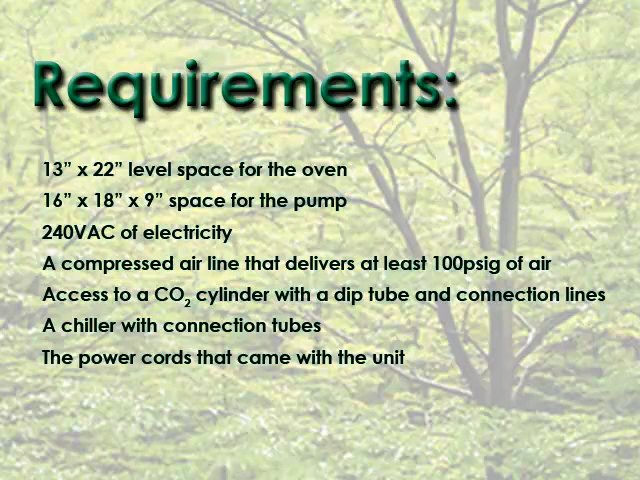 Requirements:
13” x 22” level space for the oven
16” x 18” x 9” space for the pump
240VAC of electricity
A compressed air line that delivers at least 100psig of air
Access to a CO₂ cylinder with a dip tube and connection lines
A chiller with connection tubes
The power cords that came with the unit